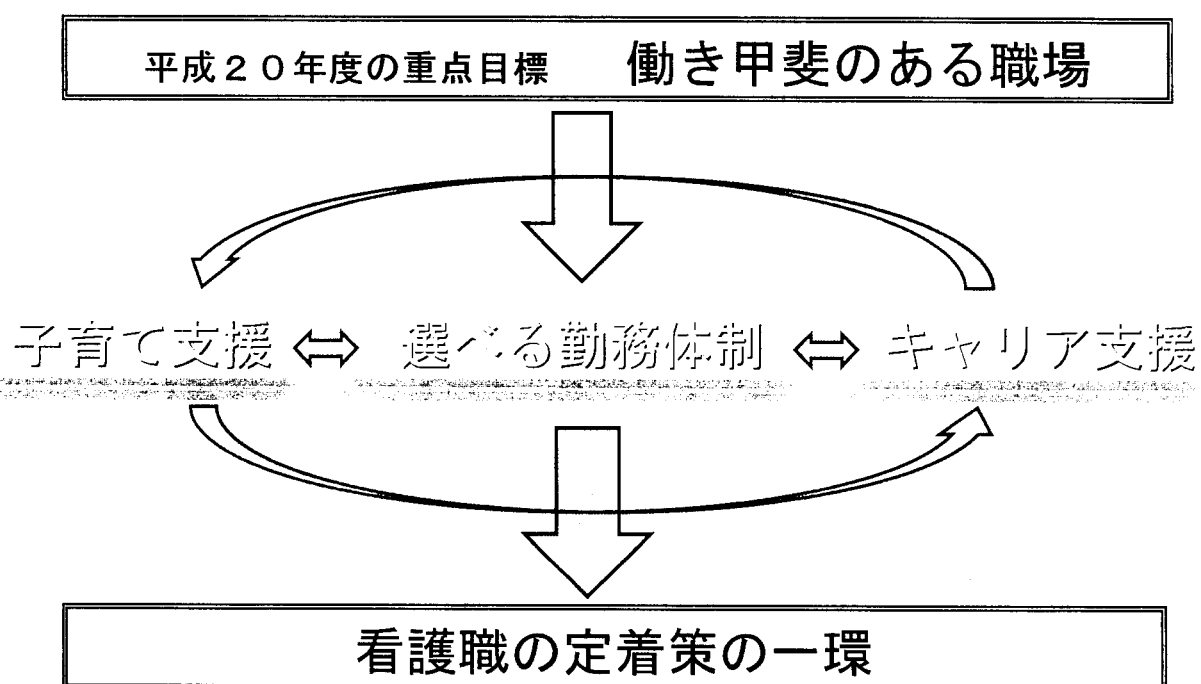 平成２０年度の重点目標　働き甲斐のある職場
子育て支援 ⇔ 選べる勤務体制 ⇔ キャリア支援
看護職の定着策の一環